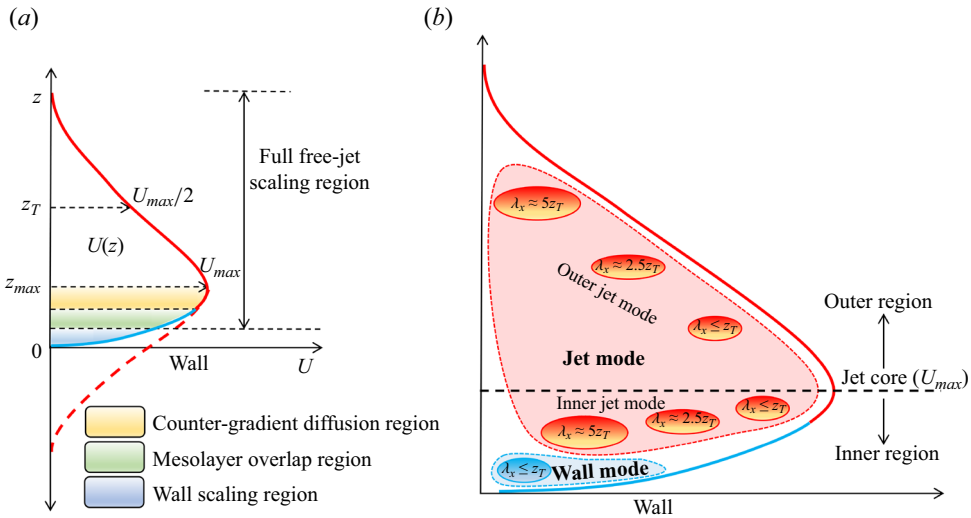 (a)
z
Full free-jet
scaling region
U_max/2
z_T
U(z)
U_max
z_max
0
Wall
U
Counter-gradient diffusion region
Mesolayer overlap region
Wall scaling region
(b)
λ_x ≈ 5z_T
λ_x ≈ 2.5z_T
Outer jet mode
λ_x ≤ z_T
Outer region
Jet mode
Jet core (U_max)
Inner jet mode
λ_x ≤ z_T
λ_x ≈ 2.5z_T
λ_x ≈ 5z_T
Inner region
λ_x ≤ z_T
Wall mode
Wall